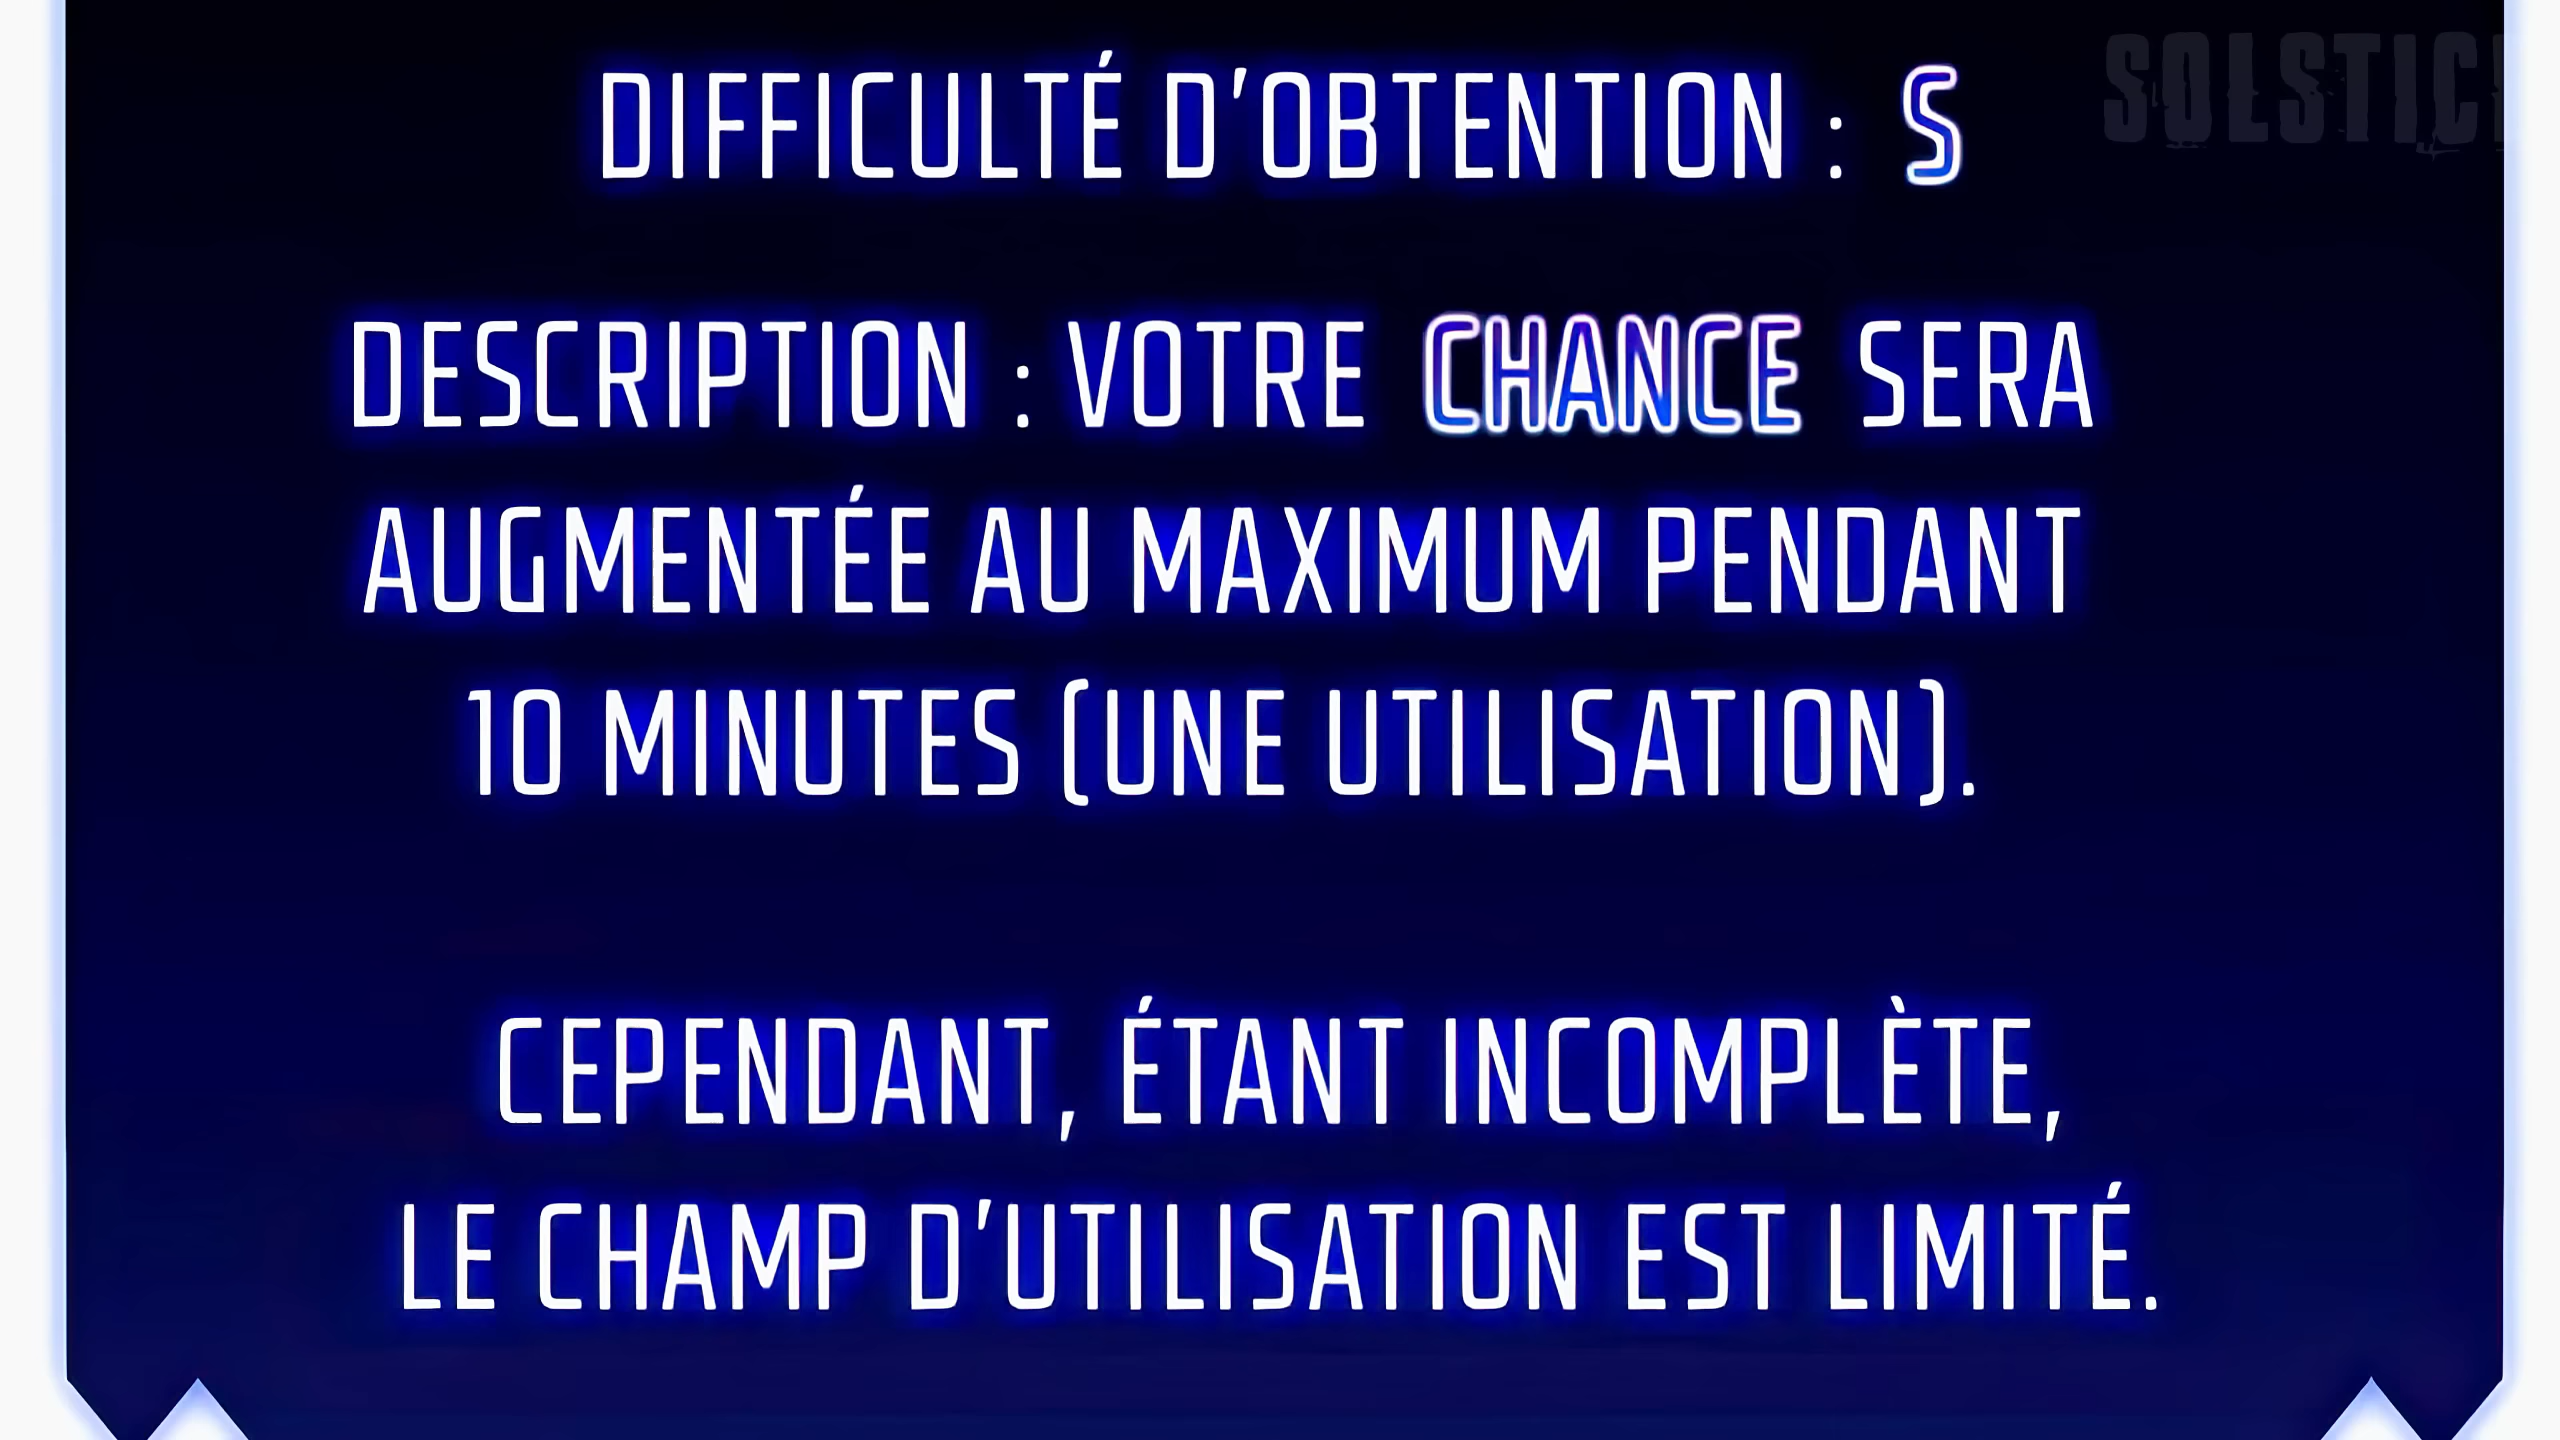 DIFFICULTÉ D'OBTENTION : S
DESCRIPTION : VOTRE CHANCE SERA
AUGMENTÉE AU MAXIMUM PENDANT
10 MINUTES (UNE UTILISATION).
CEPENDANT, ÉTANT INCOMPLÈTE,
LE CHAMP D'UTILISATION EST LIMITÉ.